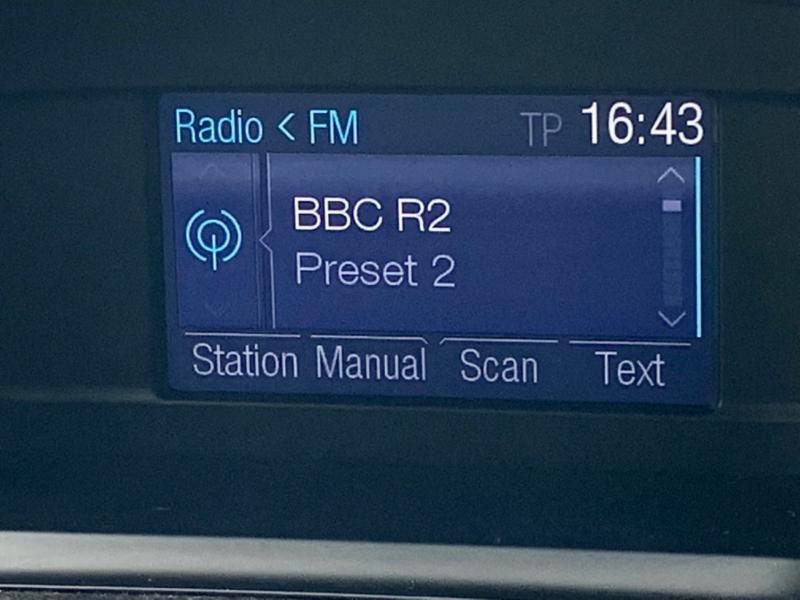 Radio < FM TP 16:43
BBC R2
Preset 2
Station Manual Scan Text